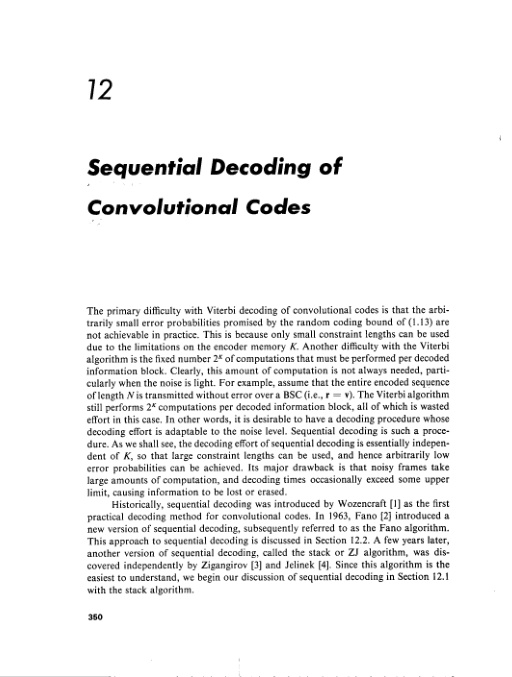 12
Sequential Decoding of
Convolutional Codes
The primary difficulty with Viterbi decoding of convolutional codes is that the arbi-
trarily small error probabilities promised by the random coding bound of (1.13) are
not achievable in practice. This is because only small constraint lengths can be used
due to the limitations on the encoder memory K. Another difficulty with the Viterbi
algorithm is the fixed number 2ᴷ of computations that must be performed per decoded
information block. Clearly, this amount of computation is not always needed, parti-
cularly when the noise is light. For example, assume that the entire encoded sequence
of length N is transmitted without error over a BSC (i.e., r = v). The Viterbi algorithm
still performs 2ᴷ computations per decoded information block, all of which is wasted
effort in this case. In other words, it is desirable to have a decoding procedure whose
decoding effort is adaptable to the noise level. Sequential decoding is such a proce-
dure. As we shall see, the decoding effort of sequential decoding is essentially indepen-
dent of K, so that large constraint lengths can be used, and hence arbitrarily low
error probabilities can be achieved. Its major drawback is that noisy frames take
large amounts of computation, and decoding times occasionally exceed some upper
limit, causing information to be lost or erased.
Historically, sequential decoding was introduced by Wozencraft [1] as the first
practical decoding method for convolutional codes. In 1963, Fano [2] introduced a
new version of sequential decoding, subsequently referred to as the Fano algorithm.
This approach to sequential decoding is discussed in Section 12.2. A few years later,
another version of sequential decoding, called the stack or ZJ algorithm, was dis-
covered independently by Zigangirov [3] and Jelinek [4]. Since this algorithm is the
easiest to understand, we begin our discussion of sequential decoding in Section 12.1
with the stack algorithm.
350